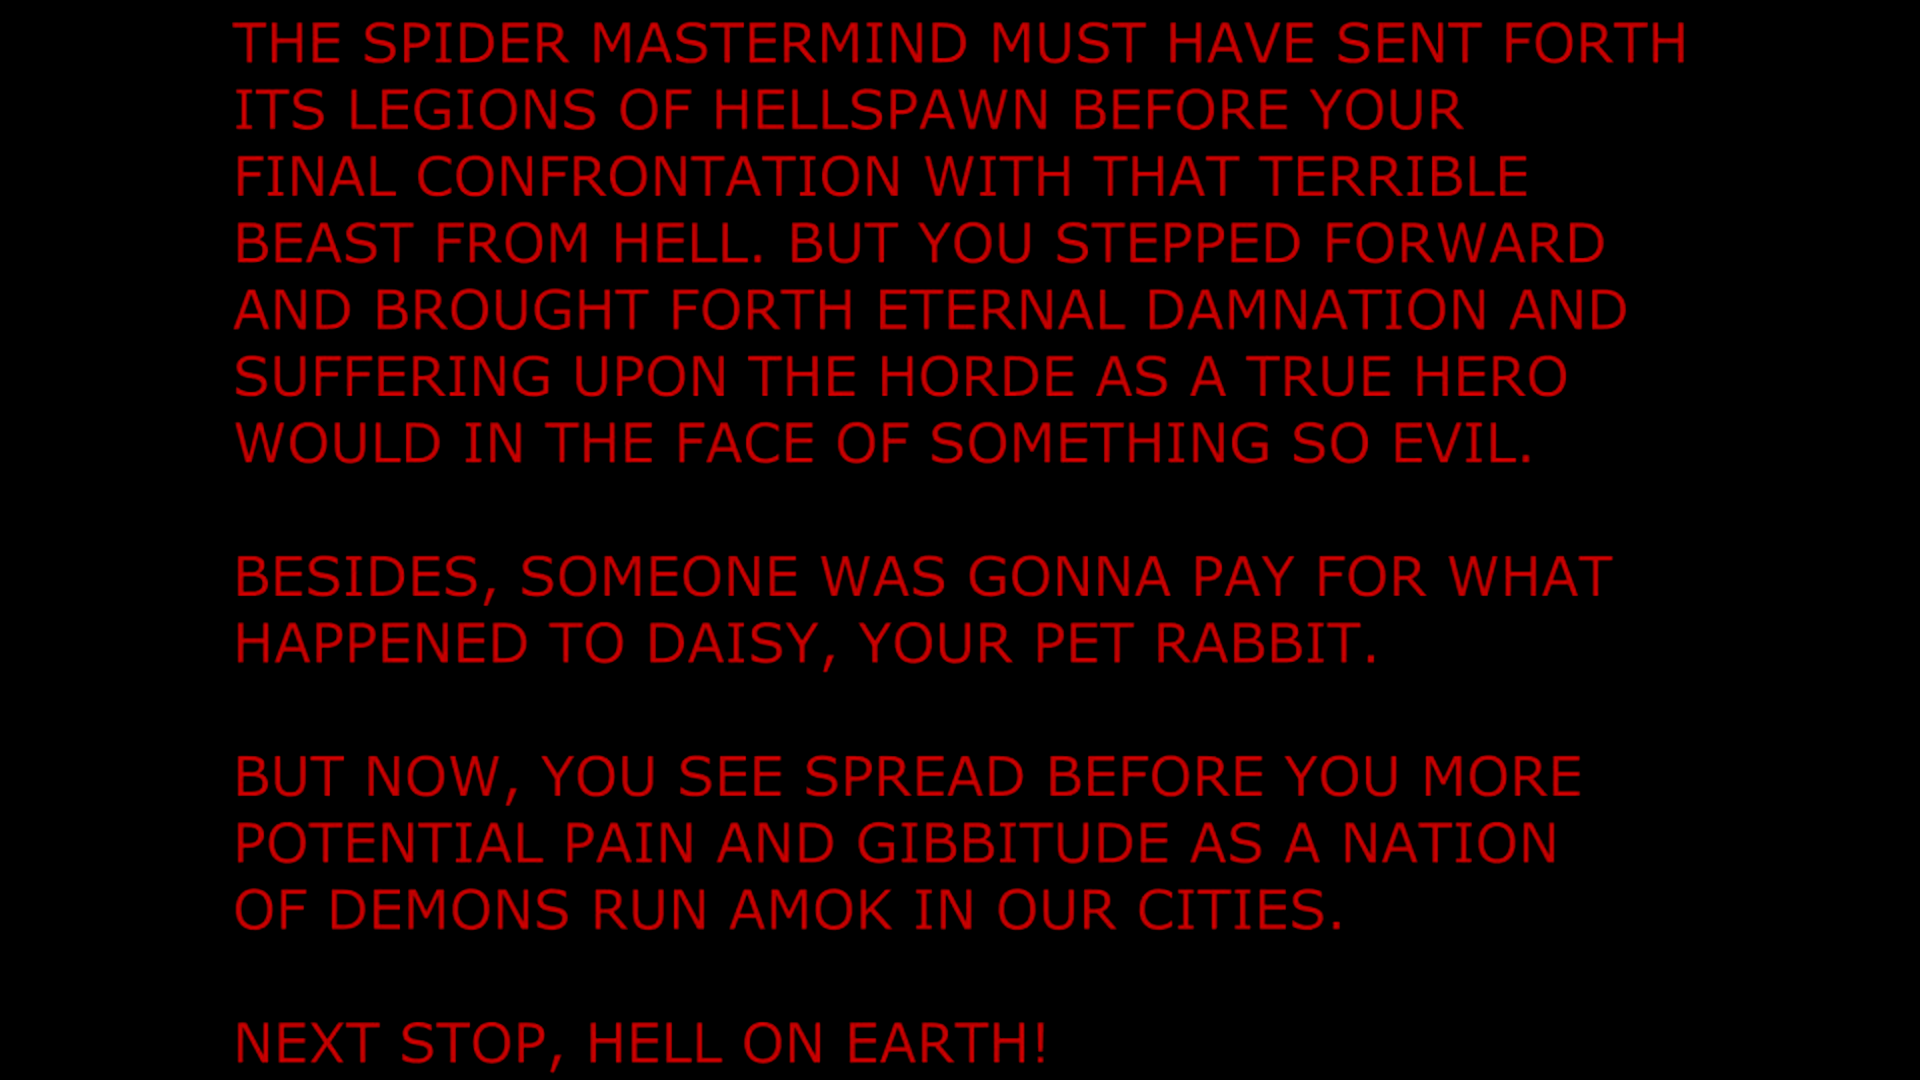 THE SPIDER MASTERMIND MUST HAVE SENT FORTH
ITS LEGIONS OF HELLSPAWN BEFORE YOUR
FINAL CONFRONTATION WITH THAT TERRIBLE
BEAST FROM HELL. BUT YOU STEPPED FORWARD
AND BROUGHT FORTH ETERNAL DAMNATION AND
SUFFERING UPON THE HORDE AS A TRUE HERO
WOULD IN THE FACE OF SOMETHING SO EVIL.
BESIDES, SOMEONE WAS GONNA PAY FOR WHAT
HAPPENED TO DAISY, YOUR PET RABBIT.
BUT NOW, YOU SEE SPREAD BEFORE YOU MORE
POTENTIAL PAIN AND GIBBITUDE AS A NATION
OF DEMONS RUN AMOK IN OUR CITIES.
NEXT STOP, HELL ON EARTH!